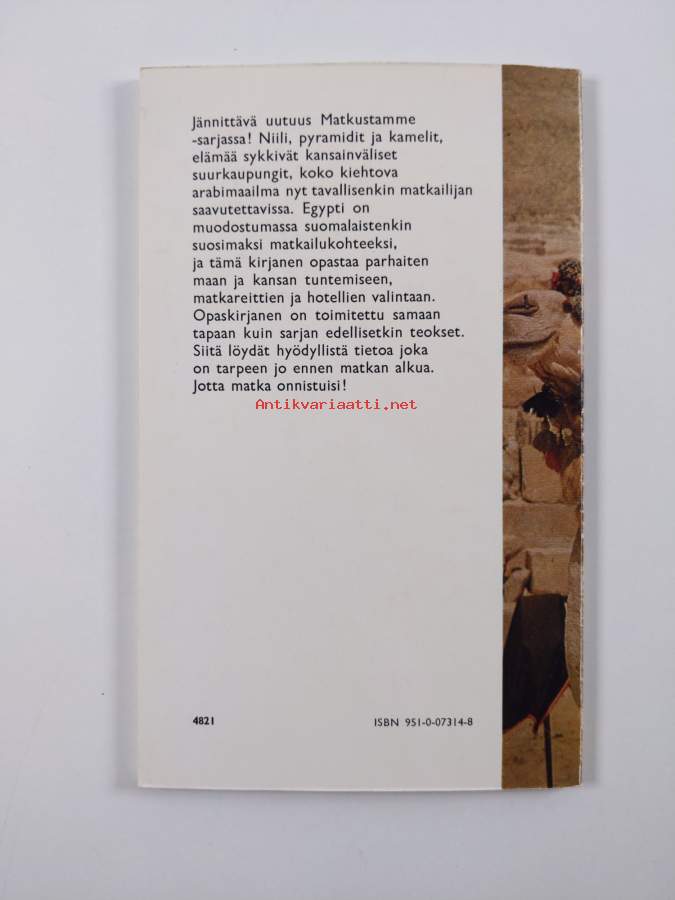 Jännittävä uutuus Matkustamme
-sarjassa! Niili, pyramidit ja kamelit,
elämää sykkivät kansainväliset
suurkaupungit, koko kiehtova
arabimaailma nyt tavallisenkin matkailijan
saavutettavissa. Egypti on
muodostumassa suomalaistenkin
suosimaksi matkailukohteeksi,
ja tämä kirjanen opastaa parhaiten
maan ja kansan tuntemiseen,
matkareittien ja hotellien valintaan.
Opaskirjanen on toimitettu samaan
tapaan kuin sarjan edellisetkin teokset.
Siitä löydät hyödyllistä tietoa joka
on tarpeen jo ennen matkan alkua.
Jotta matka onnistuisi!
Antikvariaatti.net
4821 ISBN 951-0-07314-8